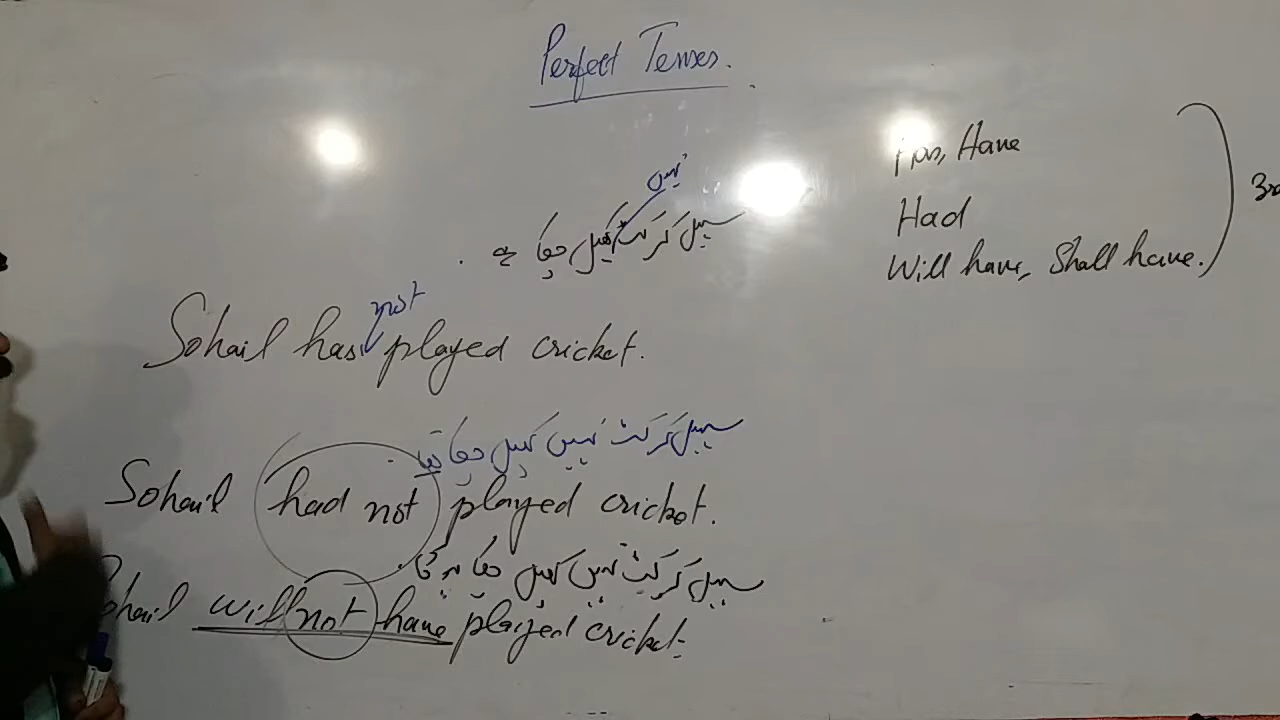 Perfect Tenses.
Has, Have
Had
Will have, Shall have.
نہیں
سہیل کرکٹ کھیل چکا ہے
not
Sohail has played cricket.
سہیل کرکٹ نہیں کھیل چکا تھا
Sohail had not played cricket.
سہیل کرکٹ نہیں کھیل چکا ہو گا
Sohail will not have played cricket.